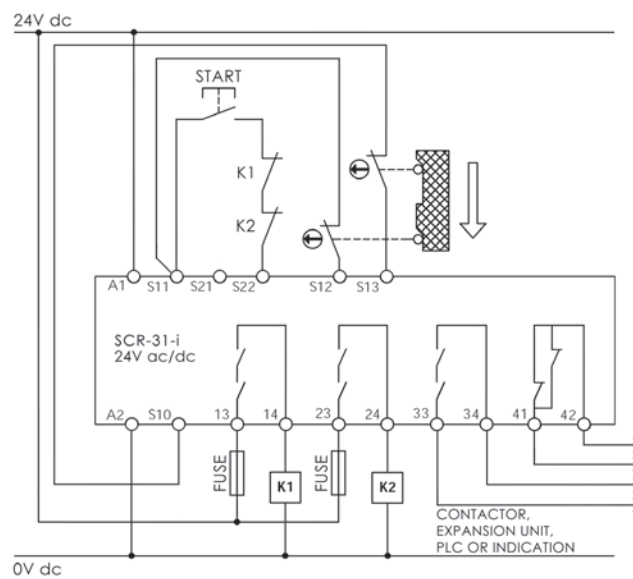 24V dc
START
K1
K2
A1 S11 S21 S22 S12 S13
SCR-31-i
24V ac/dc
A2 S10 13 14 23 24 33 34 41 42
FUSE
K1
FUSE
K2
CONTACTOR,
EXPANSION UNIT,
PLC OR INDICATION
0V dc